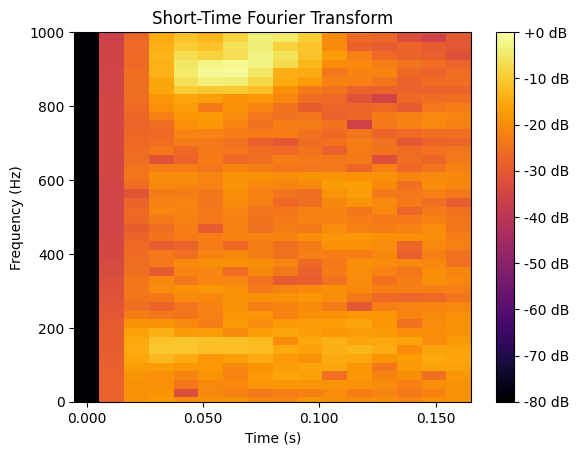 Short-Time Fourier Transform
1000
800
600
400
200
0
Frequency (Hz)
0.000
0.050
0.100
0.150
Time (s)
+0 dB
-10 dB
-20 dB
-30 dB
-40 dB
-50 dB
-60 dB
-70 dB
-80 dB